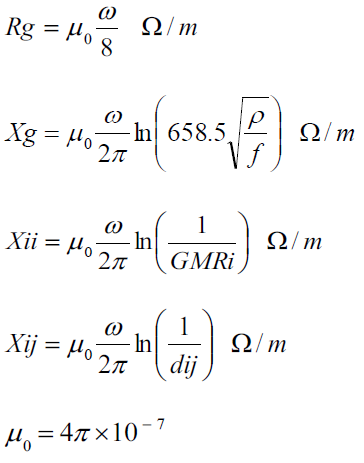 Rg = μ₀ ω/8 Ω/m
Xg = μ₀ ω/2π ln(658.5√(ρ/f)) Ω/m
Xii = μ₀ ω/2π ln(1/GMRi) Ω/m
Xij = μ₀ ω/2π ln(1/dij) Ω/m
μ₀ = 4π×10⁻⁷